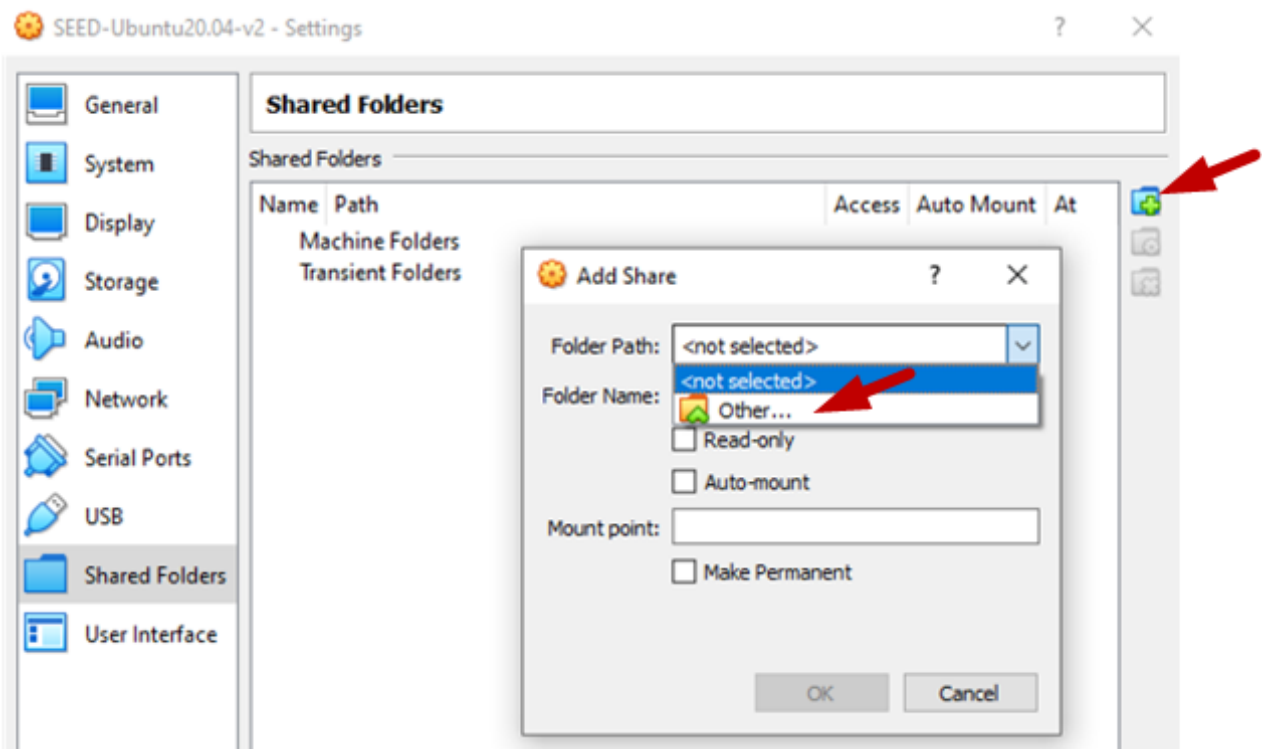 SEED-Ubuntu20.04-v2 - Settings ?
General
System
Display
Storage
Audio
Network
Serial Ports
USB
Shared Folders
User Interface
Shared Folders
Shared Folders
Name Path Access Auto Mount At
Machine Folders
Transient Folders
Add Share ?
Folder Path: <not selected>
<not selected>
Folder Name:
Other...
Read-only
Auto-mount
Mount point:
Make Permanent
OK Cancel